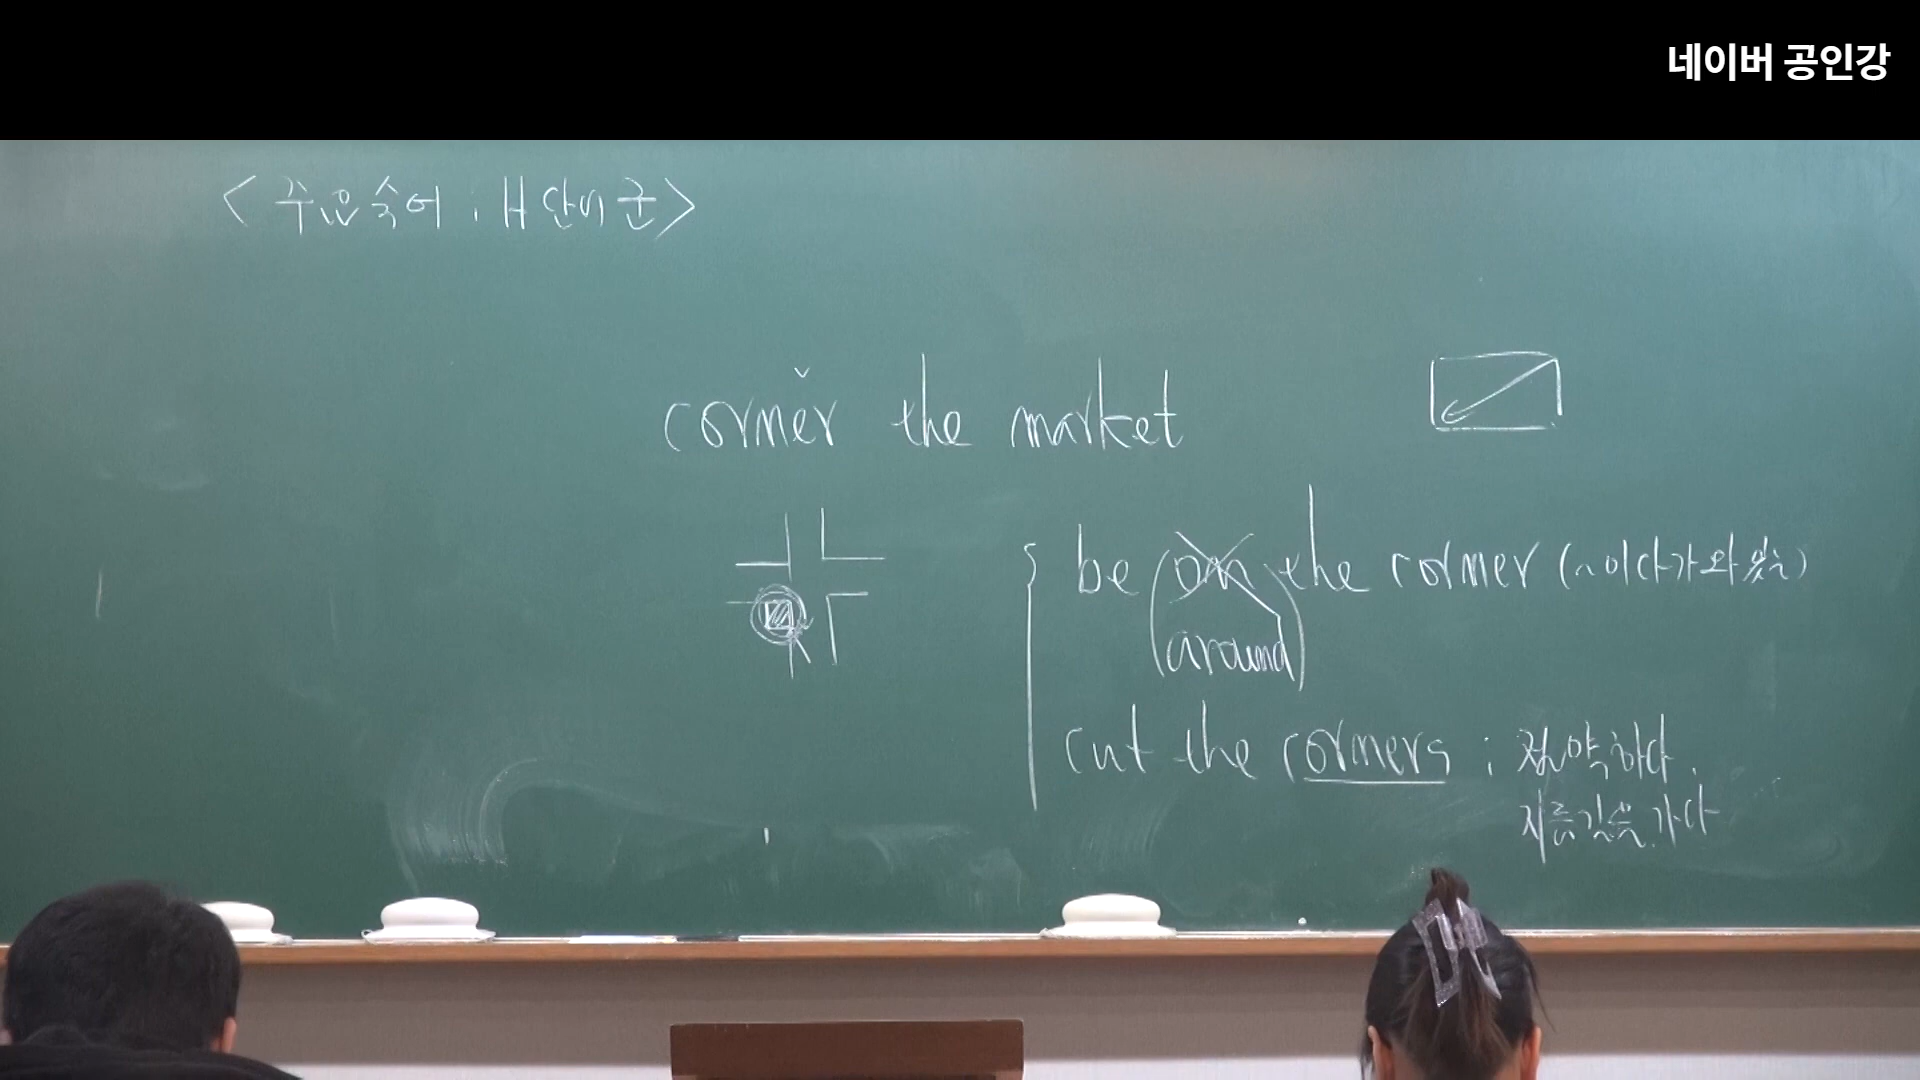 네이버 공인강
<주요숙어 : H 단어군>
corner the market
be on the corner (~이 다가와 있는)
around
cut the corners : 절약하다.
지름길을 가다